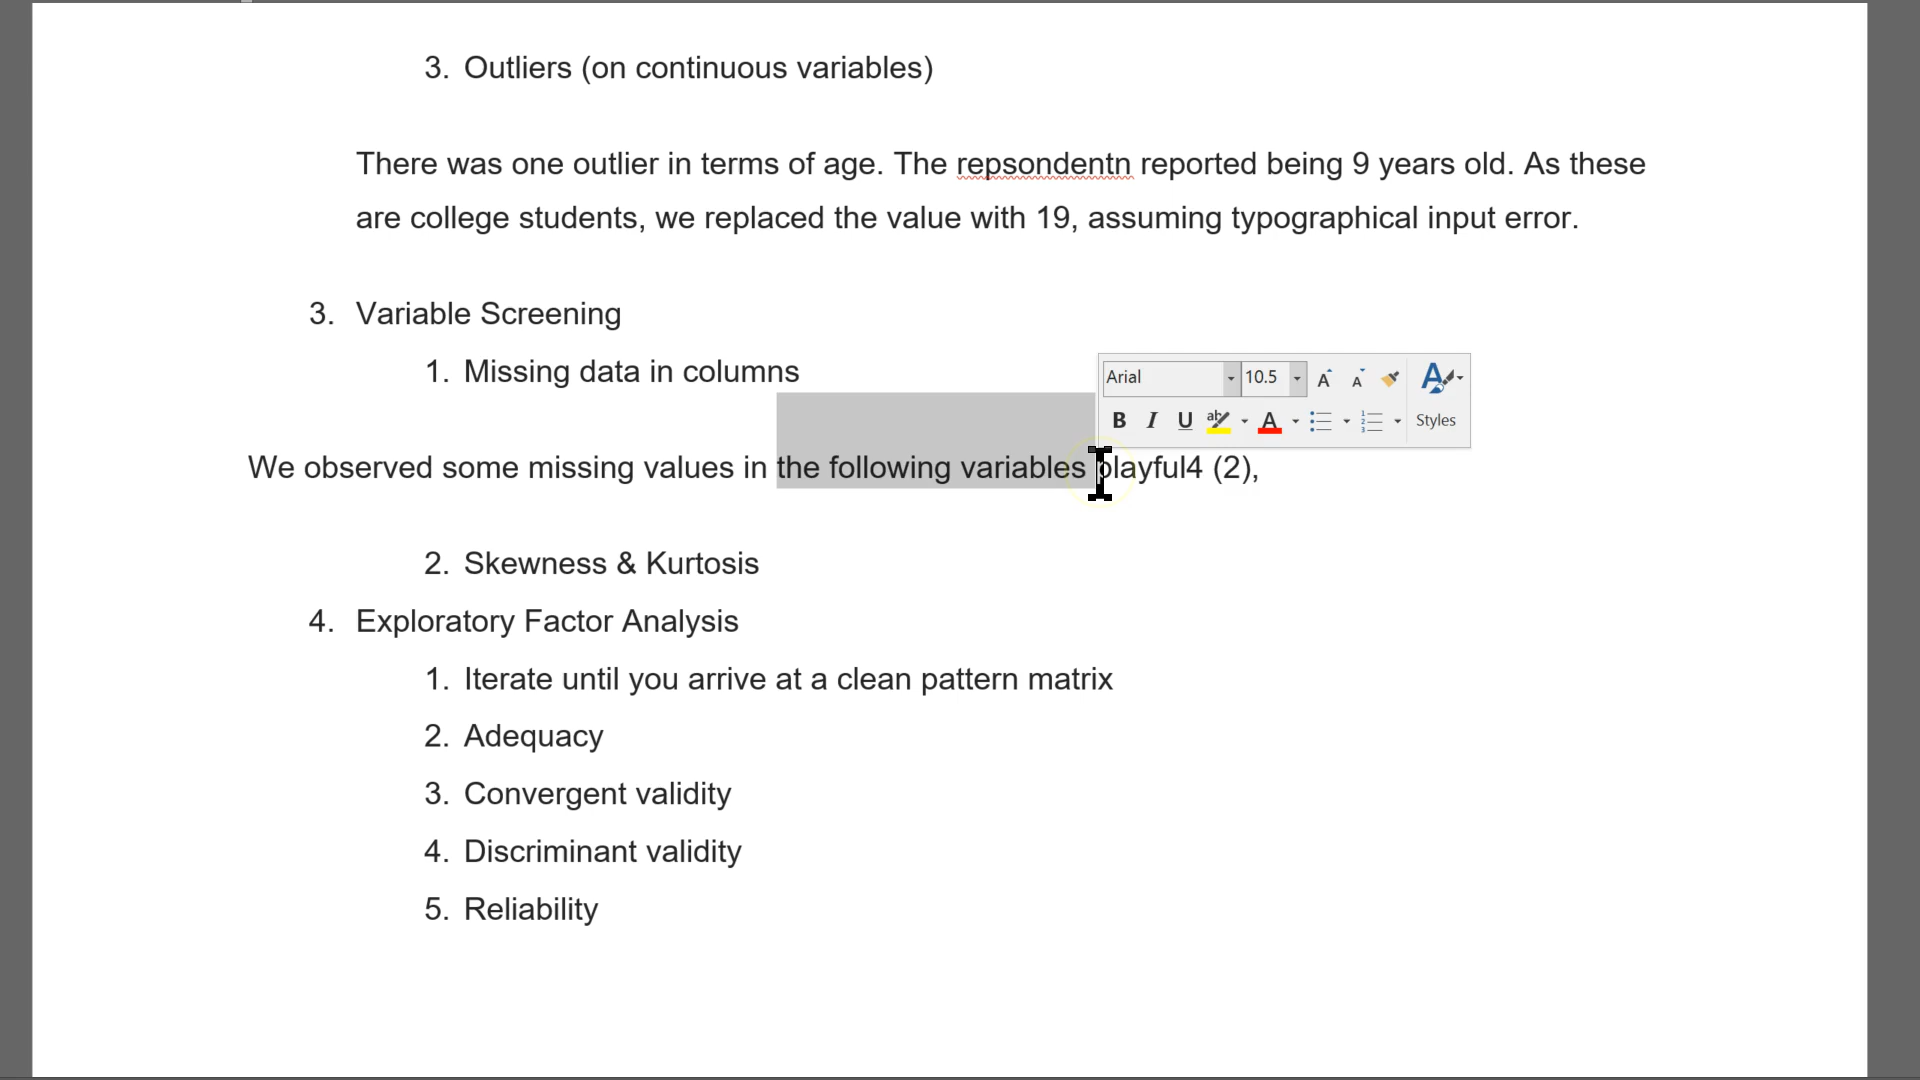 3. Outliers (on continuous variables)
There was one outlier in terms of age. The repsondentn reported being 9 years old. As these
are college students, we replaced the value with 19, assuming typographical input error.
3. Variable Screening
1. Missing data in columns
Arial 10.5
B I U ab A Styles
We observed some missing values in the following variables playful4 (2),
2. Skewness & Kurtosis
4. Exploratory Factor Analysis
1. Iterate until you arrive at a clean pattern matrix
2. Adequacy
3. Convergent validity
4. Discriminant validity
5. Reliability